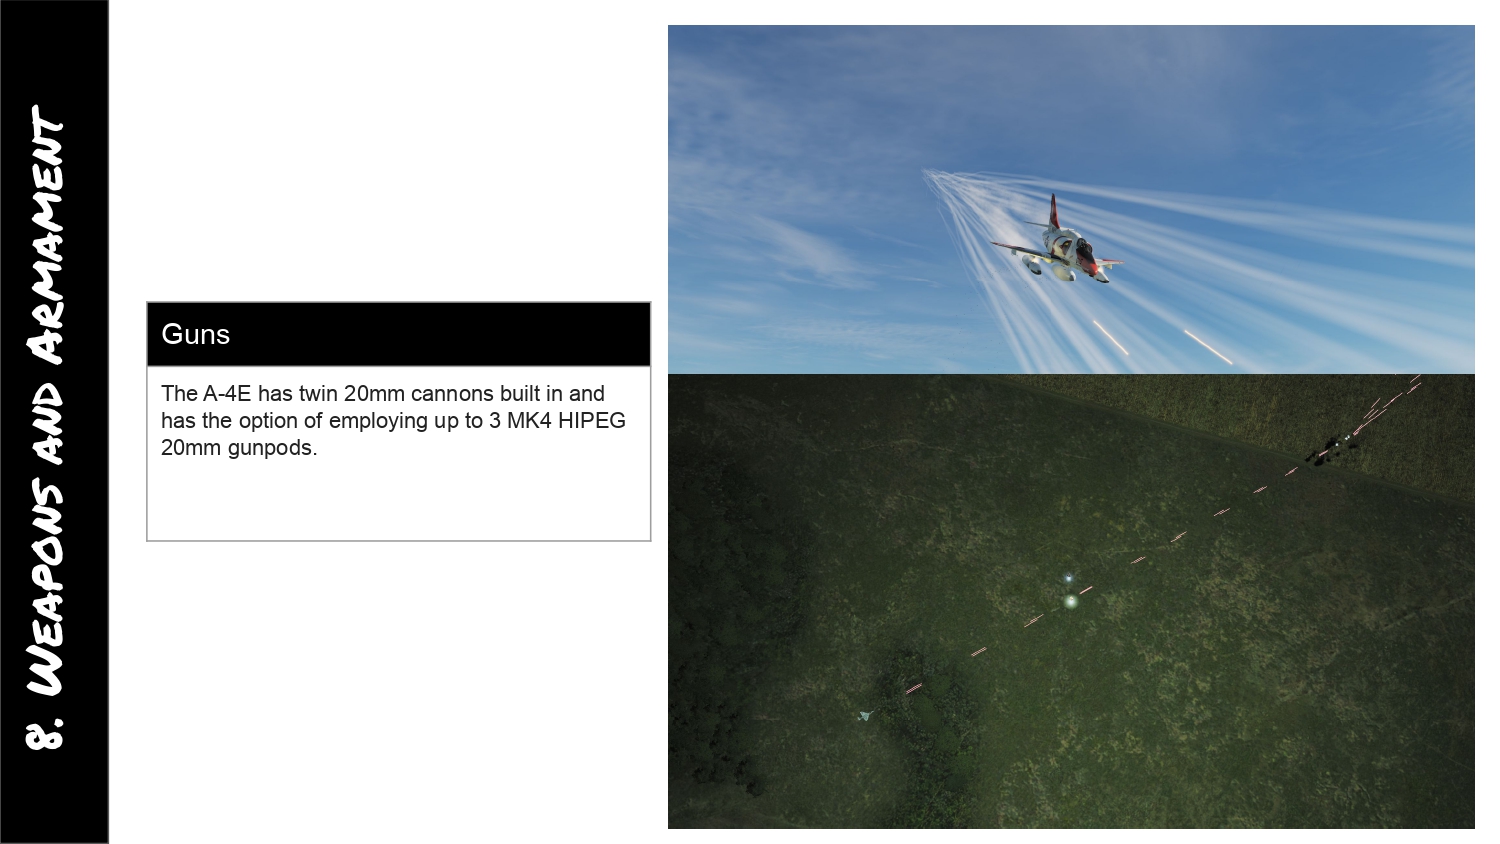 8. Weapons and Armament
Guns
The A-4E has twin 20mm cannons built in and
has the option of employing up to 3 MK4 HIPEG
20mm gunpods.